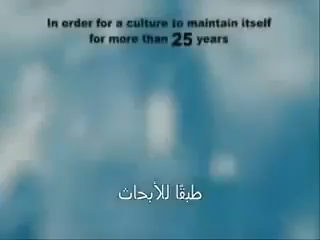 In order for a culture to maintain itself
for more than 25 years
طبقًا للأبحاث